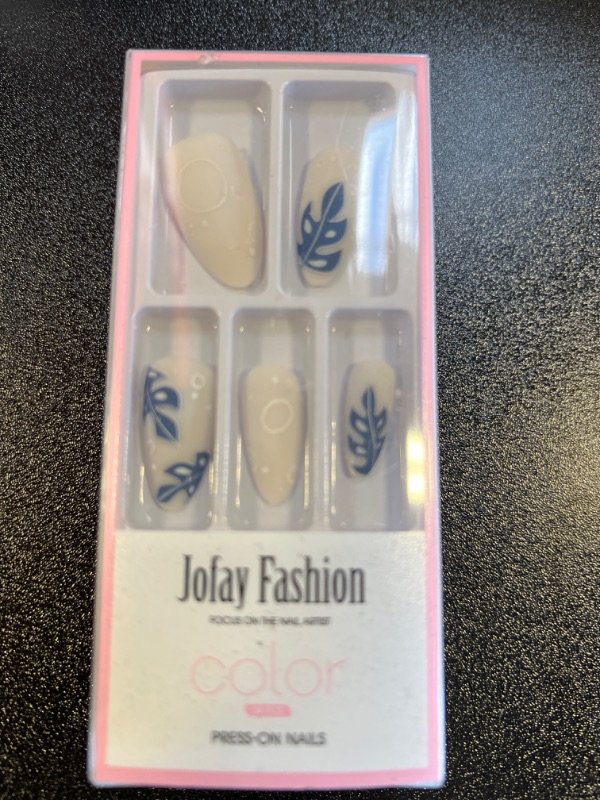 Jofay Fashion
FOCUS ON THE NAIL ARTIST
color
PRESS-ON NAILS